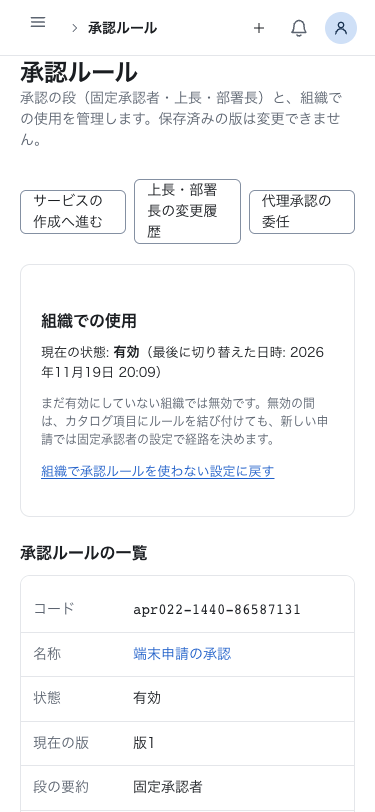 承認ルール
承認ルール
承認の段（固定承認者・上長・部署長）と、組織で
の使用を管理します。保存済みの版は変更できませ
ん。
サービスの
作成へ進む
上長・部署
長の変更履
歴
代理承認の
委任
組織での使用
現在の状態: 有効（最後に切り替えた日時: 2026
年11月19日 20:09）
まだ有効にしていない組織では無効です。無効の間
は、カタログ項目にルールを結び付けても、新しい申
請では固定承認者の設定で経路を決めます。
組織で承認ルールを使わない設定に戻す
承認ルールの一覧
コード apr022-1440-86587131
名称 端末申請の承認
状態 有効
現在の版 版1
段の要約 固定承認者